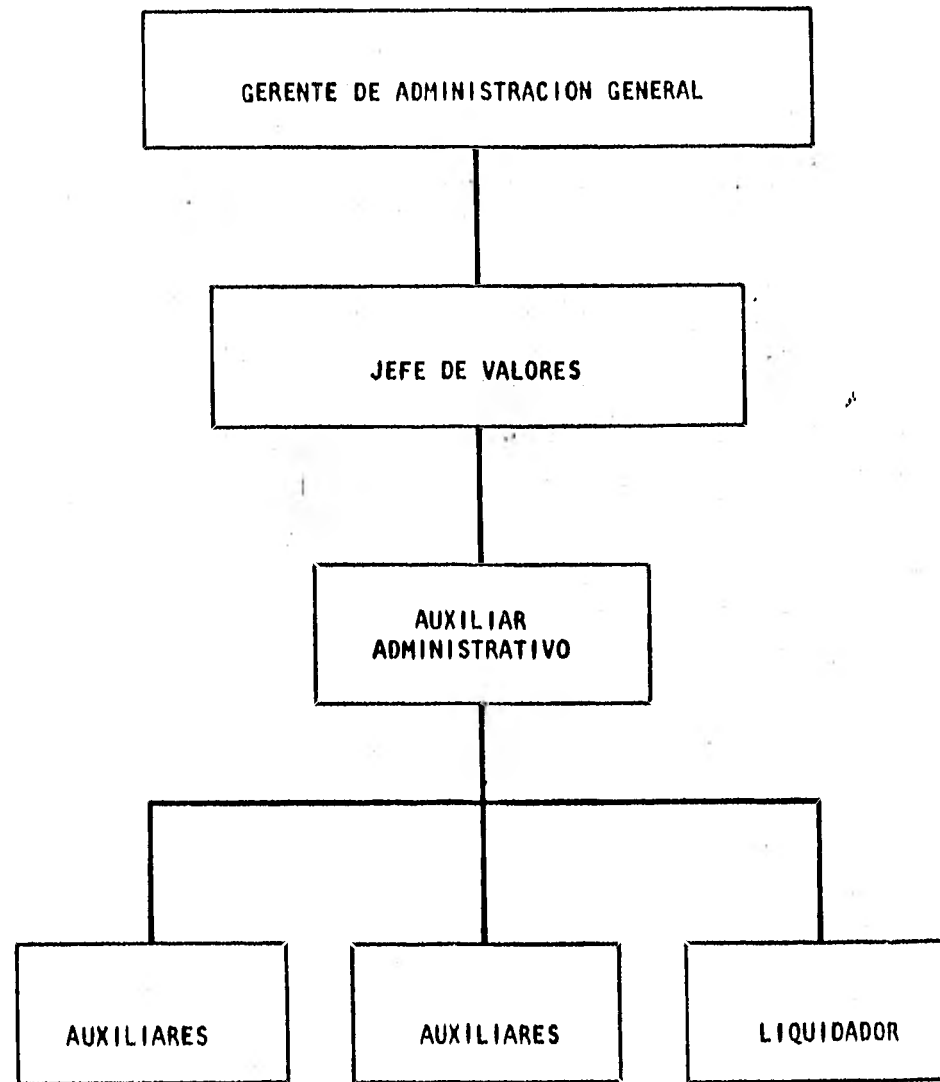 GERENTE DE ADMINISTRACION GENERAL
JEFE DE VALORES
AUXILIAR
ADMINISTRATIVO
AUXILIARES
AUXILIARES
LIQUIDADOR